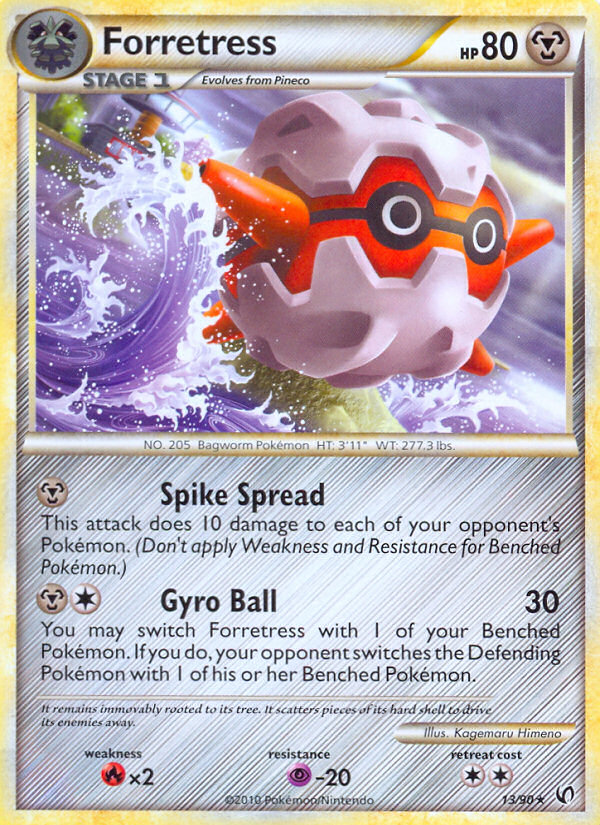 Forretress
HP 80
STAGE 1
Evolves from Pineco
NO. 205 Bagworm Pokémon HT: 3'11" WT: 277.3 lbs.
Spike Spread
This attack does 10 damage to each of your opponent's
Pokémon. (Don't apply Weakness and Resistance for Benched
Pokémon.)
Gyro Ball 30
You may switch Forretress with 1 of your Benched
Pokémon. If you do, your opponent switches the Defending
Pokémon with 1 of his or her Benched Pokémon.
It remains immovably rooted to its tree. It scatters pieces of its hard shell to drive
its enemies away.
Illus. Kagemaru Himeno
weakness resistance retreat cost
×2 -20
©2010 Pokémon/Nintendo 13/90★